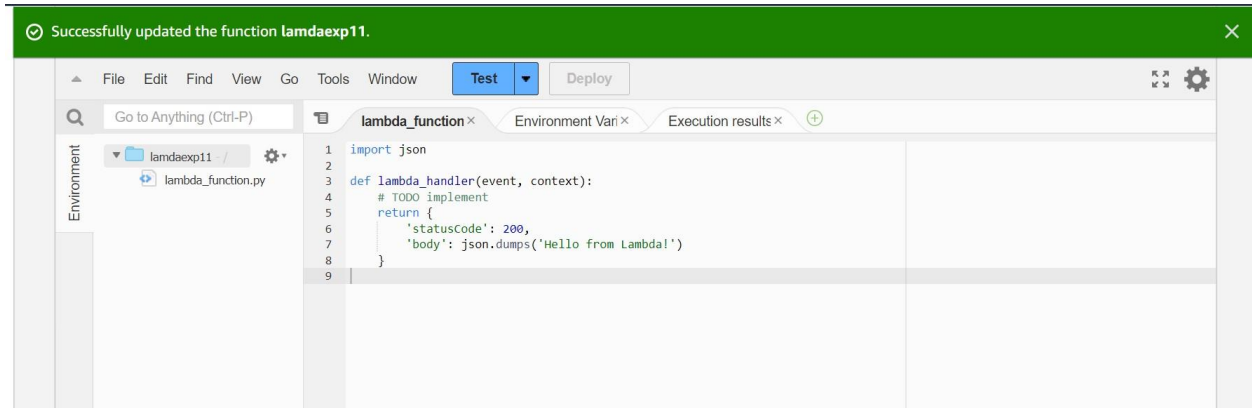 Successfully updated the function lamdaexp11.
File Edit Find View Go Tools Window Test Deploy
Go to Anything (Ctrl-P)
lambda_function Environment Vari Execution results
Environment
lamdaexp11 - /
lambda_function.py
1 import json
2
3 def lambda_handler(event, context):
4     # TODO implement
5     return {
6         'statusCode': 200,
7         'body': json.dumps('Hello from Lambda!')
8     }
9